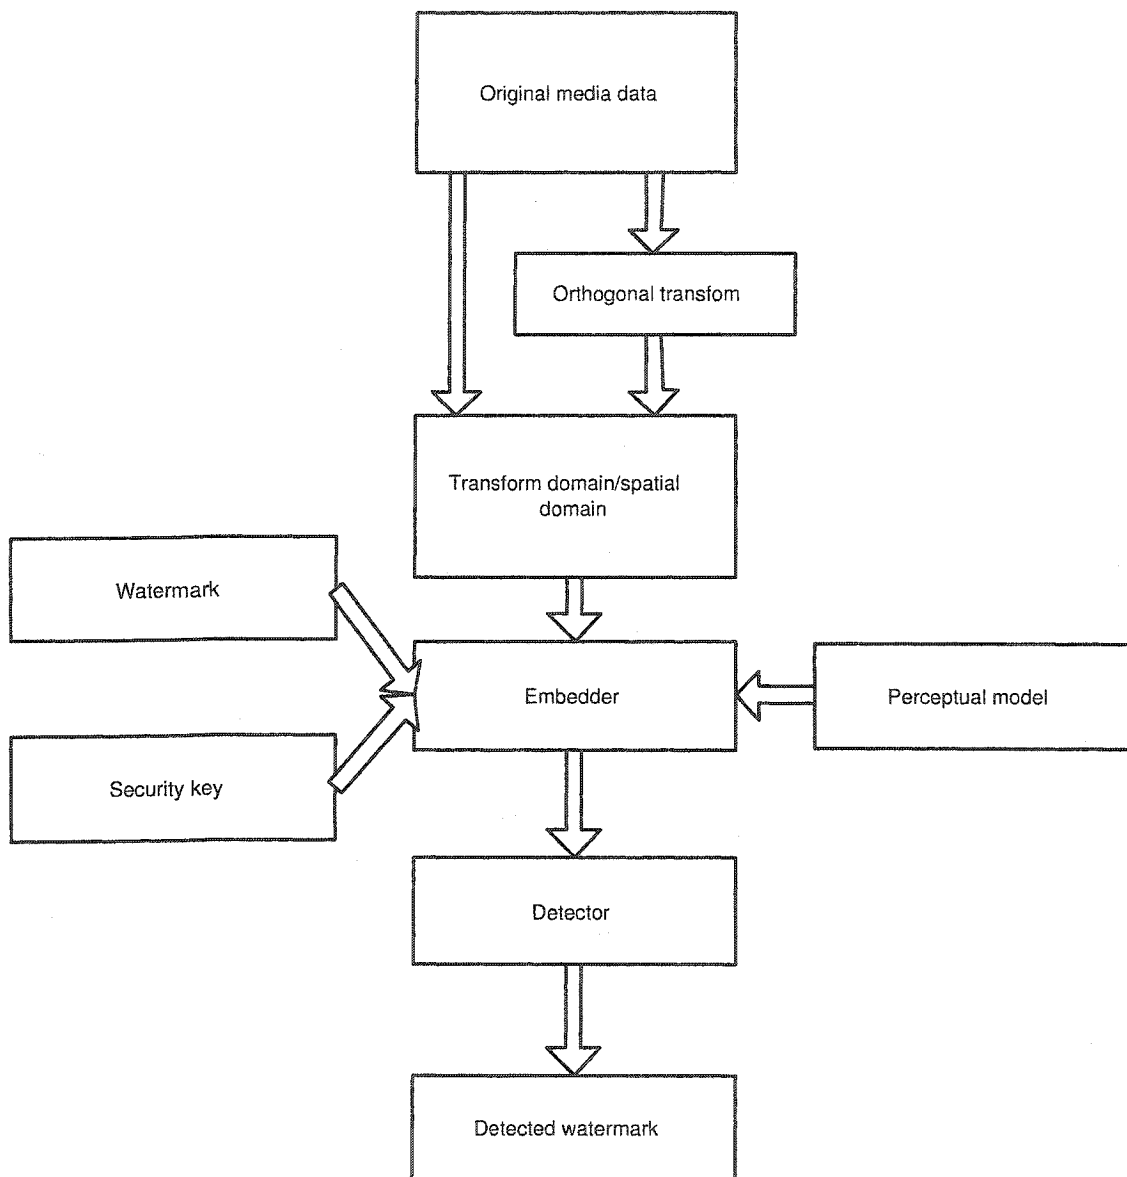 Original media data
Orthogonal transfom
Transform domain/spatial
domain
Watermark
Embedder
Perceptual model
Security key
Detector
Detected watermark